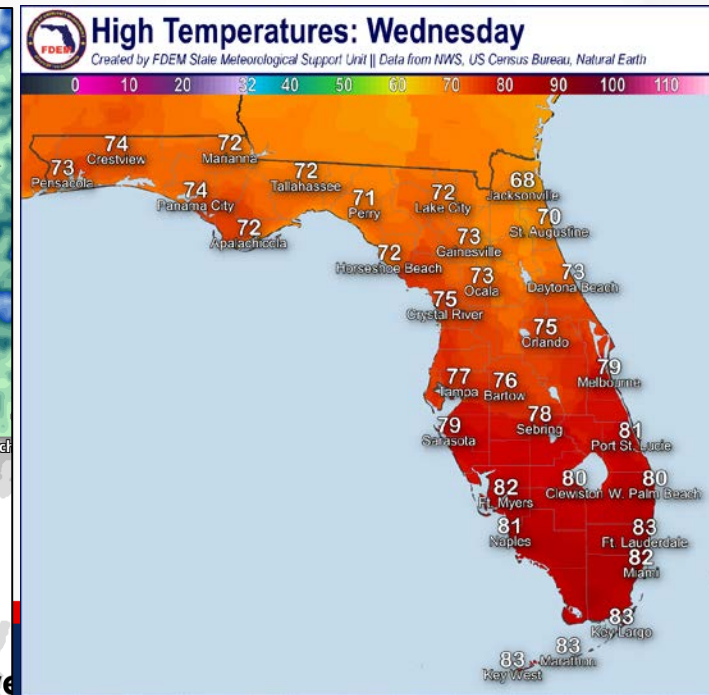 FDEM
High Temperatures: Wednesday
Created by FDEM State Meteorological Support Unit || Data from NWS, US Census Bureau, Natural Earth
0 10 20 32 40 50 60 70 80 90 100 110
74
Crestview
72
Marianna
73
Pensacola
72
Tallahassee
74
Panama City
71
Perry
72
Lake City
68
Jacksonville
72
Apalachicola
70
St. Augustine
72
Horseshoe Beach
73
Gainesville
73
Ocala
73
Daytona Beach
75
Crystal River
75
Orlando
77
Tampa
76
Bartow
79
Melbourne
79
Sarasota
78
Sebring
81
Port St. Lucie
82
Ft. Myers
80
Clewiston
80
W. Palm Beach
81
Naples
83
Ft. Lauderdale
82
Miami
83
Key Largo
83
Marathon
83
Key West